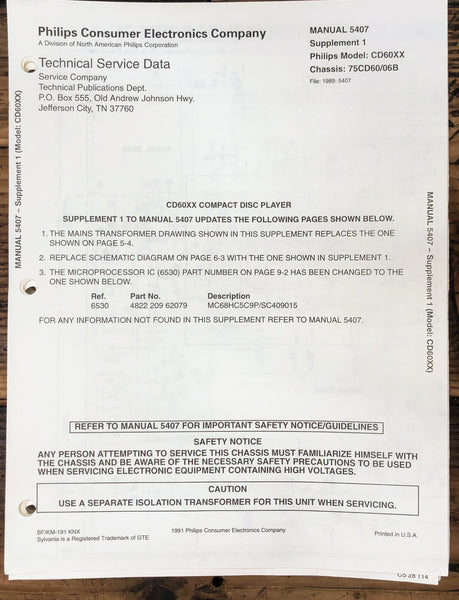 Philips Consumer Electronics Company
A Division of North American Philips Corporation
Technical Service Data
Service Company
Technical Publications Dept.
P.O. Box 555, Old Andrew Johnson Hwy.
Jefferson City, TN 37760
MANUAL 5407
Supplement 1
Philips Model: CD60XX
Chassis: 75CD60/06B
File: 1989: 5407
MANUAL 5407 – Supplement 1 (Model: CD60XX)
CD60XX COMPACT DISC PLAYER
SUPPLEMENT 1 TO MANUAL 5407 UPDATES THE FOLLOWING PAGES SHOWN BELOW.
1. THE MAINS TRANSFORMER DRAWING SHOWN IN THIS SUPPLEMENT REPLACES THE ONE
SHOWN ON PAGE 5-4.
2. REPLACE SCHEMATIC DIAGRAM ON PAGE 6-3 WITH THE ONE SHOWN IN SUPPLEMENT 1.
3. THE MICROPROCESSOR IC (6530) PART NUMBER ON PAGE 9-2 HAS BEEN CHANGED TO THE
ONE SHOWN BELOW.
Ref. Part No. Description
6530 4822 209 62079 MC68HC5C9P/SC409015
FOR ANY INFORMATION NOT FOUND IN THIS SUPPLEMENT REFER TO MANUAL 5407.
MANUAL 5407 – Supplement 1 (Model: CD60XX)
REFER TO MANUAL 5407 FOR IMPORTANT SAFETY NOTICE/GUIDELINES
SAFETY NOTICE
ANY PERSON ATTEMPTING TO SERVICE THIS CHASSIS MUST FAMILIARIZE HIMSELF WITH
THE CHASSIS AND BE AWARE OF THE NECESSARY SAFETY PRECAUTIONS TO BE USED
WHEN SERVICING ELECTRONIC EQUIPMENT CONTAINING HIGH VOLTAGES.
CAUTION
USE A SEPARATE ISOLATION TRANSFORMER FOR THIS UNIT WHEN SERVICING.
BF/KM-191 KNX
Sylvania is a Registered Trademark of GTE
1991 Philips Consumer Electronics Company
Printed in U.S.A.
CS 28 114